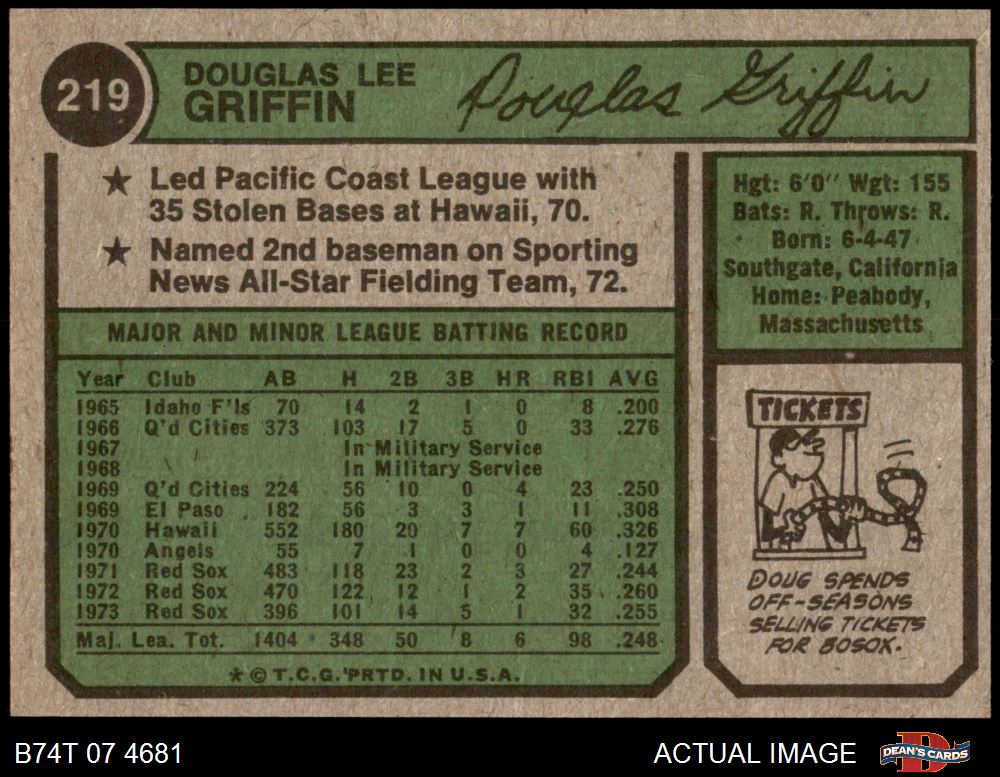 219
DOUGLAS LEE
GRIFFIN
Douglas Griffin
★ Led Pacific Coast League with
35 Stolen Bases at Hawaii, 70.
★ Named 2nd baseman on Sporting
News All-Star Fielding Team, 72.
Hgt: 6'0" Wgt: 155
Bats: R. Throws: R.
Born: 6-4-47
Southgate, California
Home: Peabody,
Massachusetts
MAJOR AND MINOR LEAGUE BATTING RECORD
Year Club AB H 2B 3B HR RBI AVG
1965 Idaho F'ls 70 14 2 1 0 8 .200
1966 Q'd Cities 373 103 17 5 0 33 .276
1967 In Military Service
1968 In Military Service
1969 Q'd Cities 224 56 10 0 4 23 .250
1969 El Paso 182 56 3 3 1 11 .308
1970 Hawaii 552 180 20 7 7 60 .326
1970 Angels 55 7 1 0 0 4 .127
1971 Red Sox 483 118 23 2 3 27 .244
1972 Red Sox 470 122 12 1 2 35 .260
1973 Red Sox 396 101 14 5 1 32 .255
Maj. Lea. Tot. 1404 348 50 8 6 98 .248
* © T.C.G. PRTD. IN U.S.A.
TICKETS
DOUG SPENDS
OFF-SEASONS
SELLING TICKETS
FOR BOSOX.
B74T 07 4681
ACTUAL IMAGE
DEAN'S CARDS